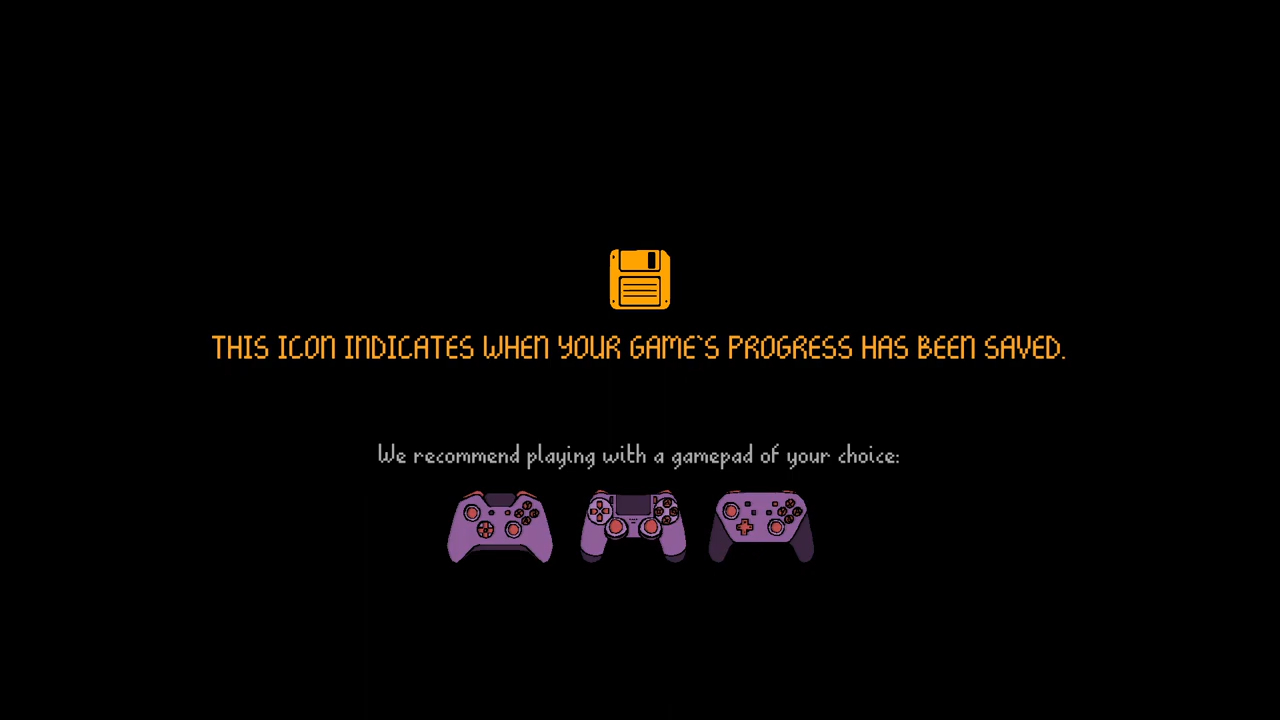 THIS ICON INDICATES WHEN YOUR GAME`S PROGRESS HAS BEEN SAVED.
We recommend playing with a gamepad of your choice: